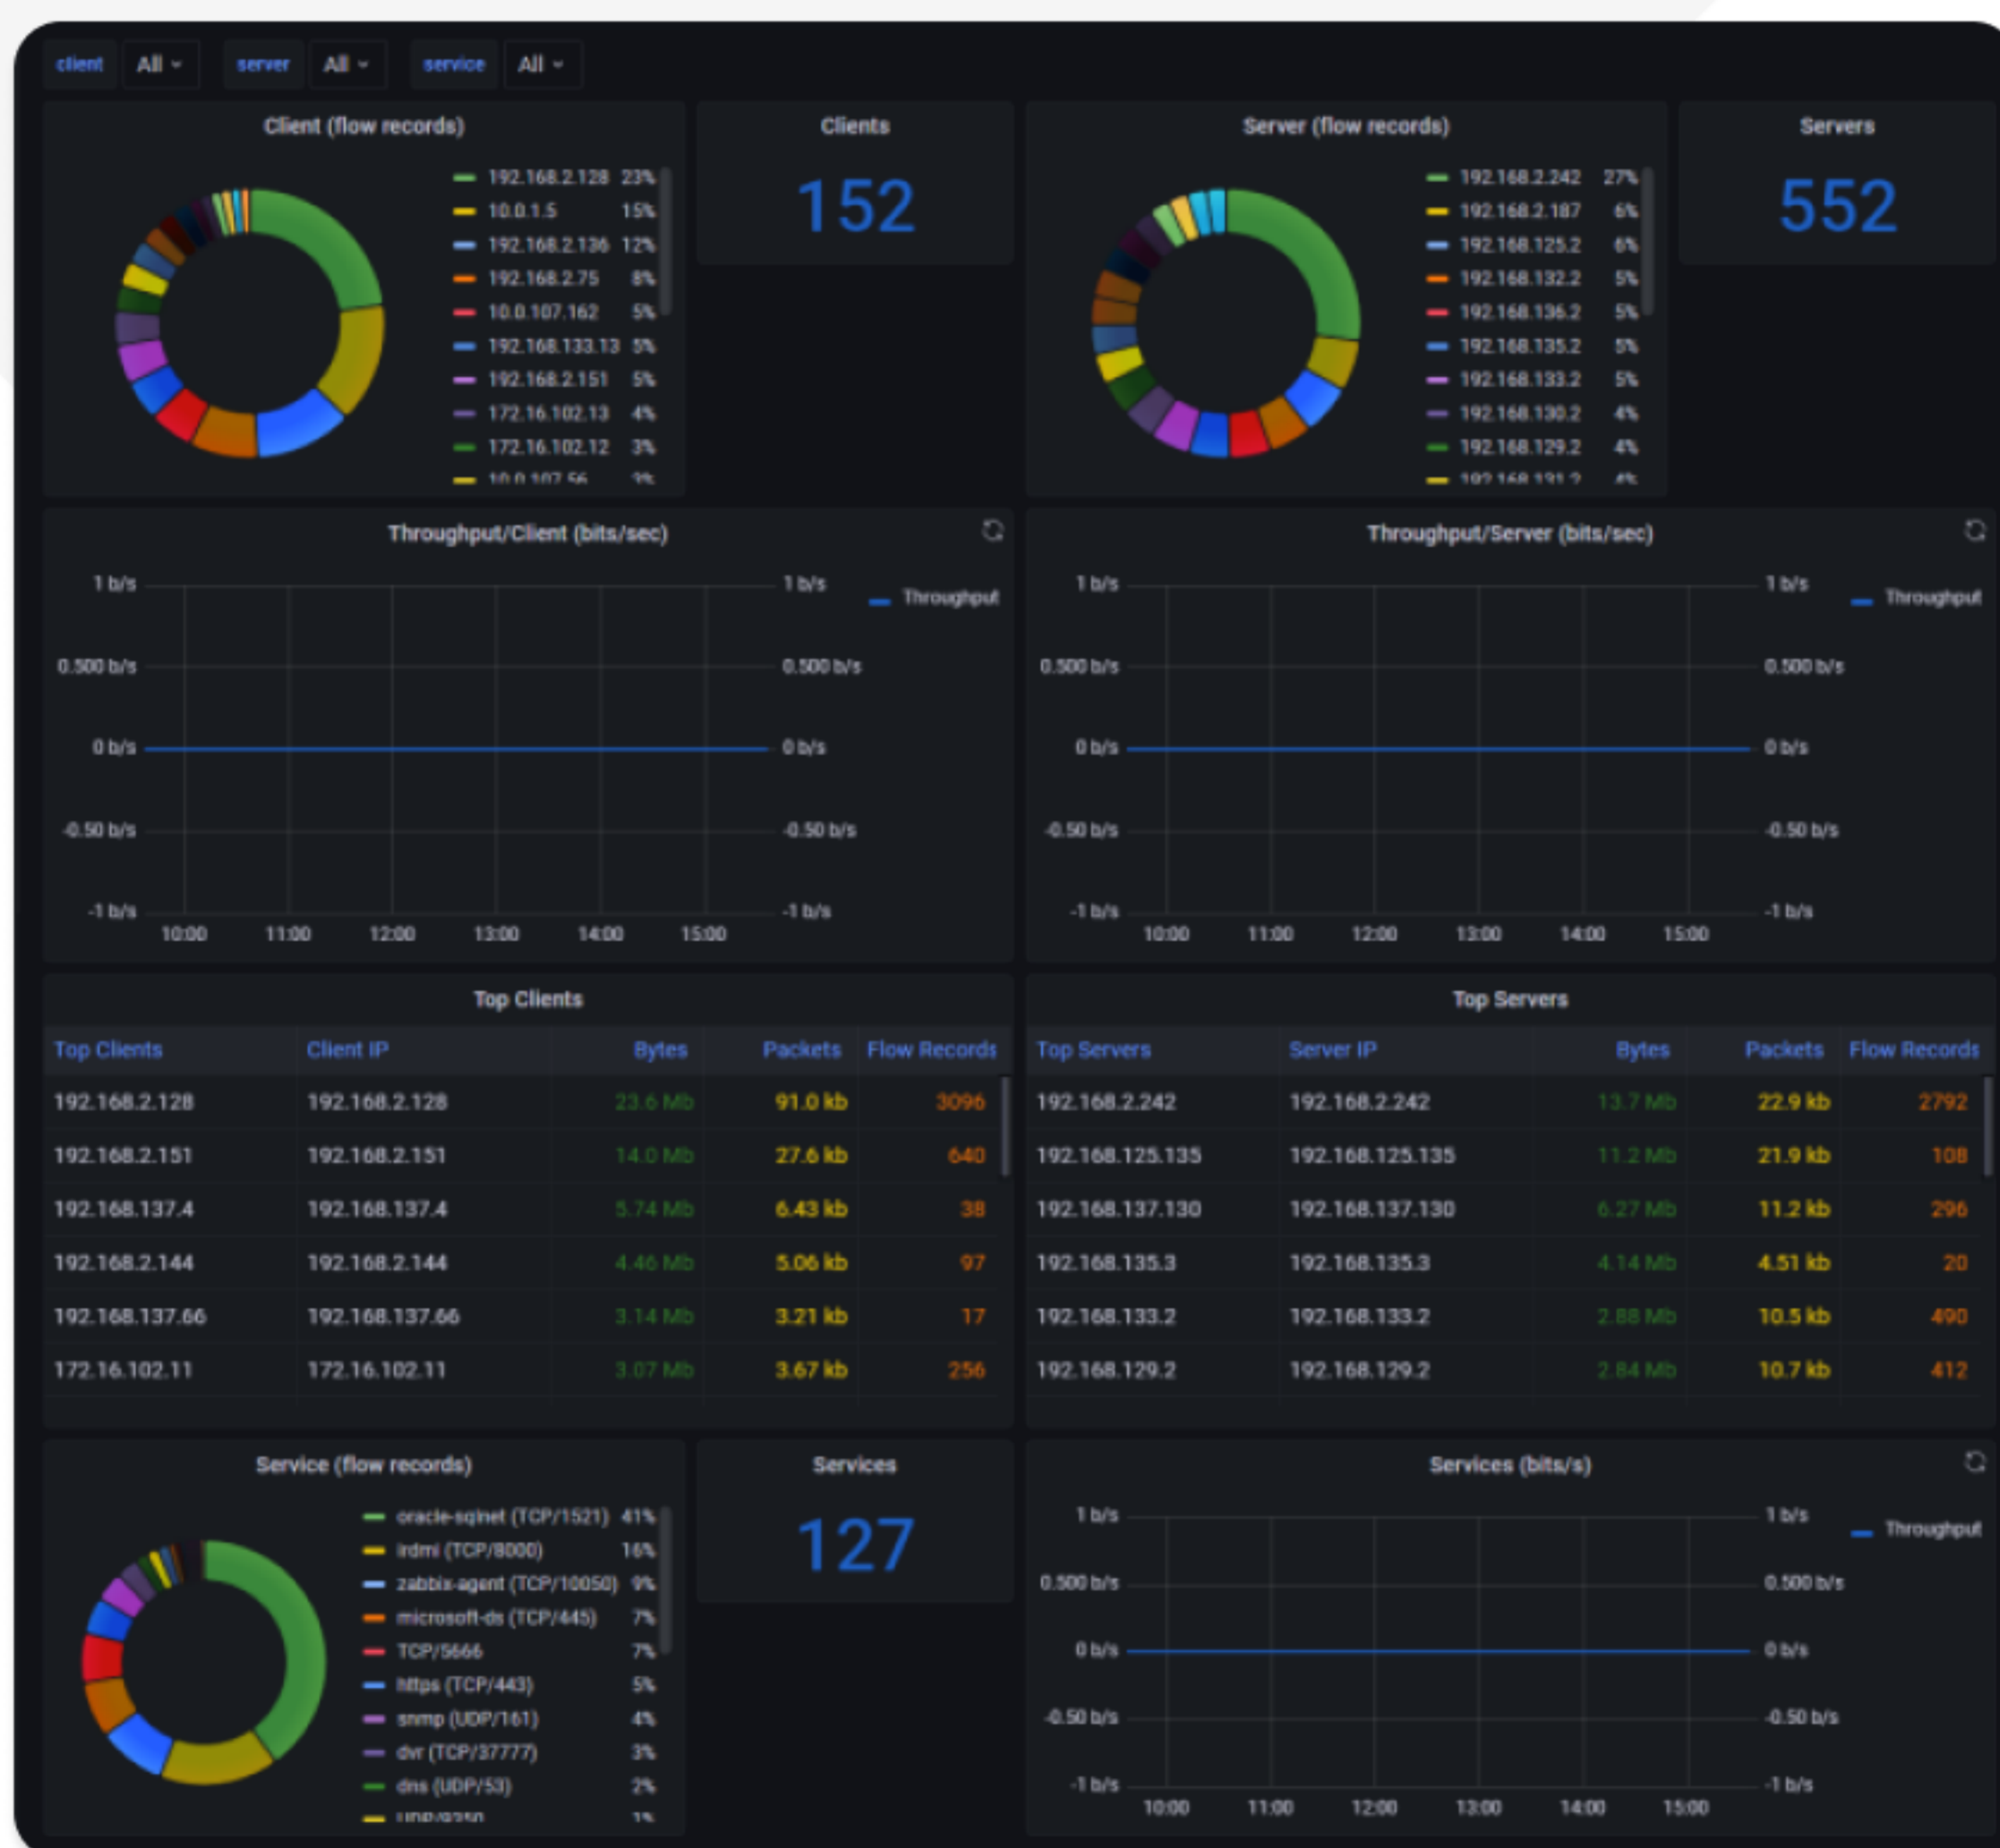 client All server All service All
Client (flow records)
192.168.2.128 23%
10.0.1.5 15%
192.168.2.136 12%
192.168.2.75 8%
10.0.107.162 5%
192.168.133.13 5%
192.168.2.151 5%
172.16.102.13 4%
172.16.102.12 3%
10.0.107.56 3%
Clients
152
Server (flow records)
192.168.2.242 27%
192.168.2.187 6%
192.168.125.2 6%
192.168.132.2 5%
192.168.136.2 5%
192.168.135.2 5%
192.168.133.2 5%
192.168.130.2 4%
192.168.129.2 4%
192.168.131.2 4%
Servers
552
Throughput/Client (bits/sec)
1 b/s 1 b/s
Throughput
0.500 b/s 0.500 b/s
0 b/s 0 b/s
-0.50 b/s -0.50 b/s
-1 b/s -1 b/s
10:00 11:00 12:00 13:00 14:00 15:00
Throughput/Server (bits/sec)
1 b/s 1 b/s
Throughput
0.500 b/s 0.500 b/s
0 b/s 0 b/s
-0.50 b/s -0.50 b/s
-1 b/s -1 b/s
10:00 11:00 12:00 13:00 14:00 15:00
Top Clients
Top Clients Client IP Bytes Packets Flow Records
192.168.2.128 192.168.2.128 23.6 Mb 91.0 kb 3096
192.168.2.151 192.168.2.151 14.0 Mb 27.6 kb 640
192.168.137.4 192.168.137.4 5.74 Mb 6.43 kb 38
192.168.2.144 192.168.2.144 4.46 Mb 5.06 kb 97
192.168.137.66 192.168.137.66 3.14 Mb 3.21 kb 17
172.16.102.11 172.16.102.11 3.07 Mb 3.67 kb 256
Top Servers
Top Servers Server IP Bytes Packets Flow Records
192.168.2.242 192.168.2.242 13.7 Mb 22.9 kb 2792
192.168.125.135 192.168.125.135 11.2 Mb 21.9 kb 108
192.168.137.130 192.168.137.130 6.27 Mb 11.2 kb 296
192.168.135.3 192.168.135.3 4.14 Mb 4.51 kb 20
192.168.133.2 192.168.133.2 2.88 Mb 10.5 kb 490
192.168.129.2 192.168.129.2 2.84 Mb 10.7 kb 412
Service (flow records)
oracle-sqlnet (TCP/1521) 41%
irdmi (TCP/8000) 16%
zabbix-agent (TCP/10050) 9%
microsoft-ds (TCP/445) 7%
TCP/5666 7%
https (TCP/443) 5%
snmp (UDP/161) 4%
dvr (TCP/37777) 3%
dns (UDP/53) 2%
1%
Services
127
Services (bits/s)
1 b/s 1 b/s
Throughput
0.500 b/s 0.500 b/s
0 b/s 0 b/s
-0.50 b/s -0.50 b/s
-1 b/s -1 b/s
10:00 11:00 12:00 13:00 14:00 15:00